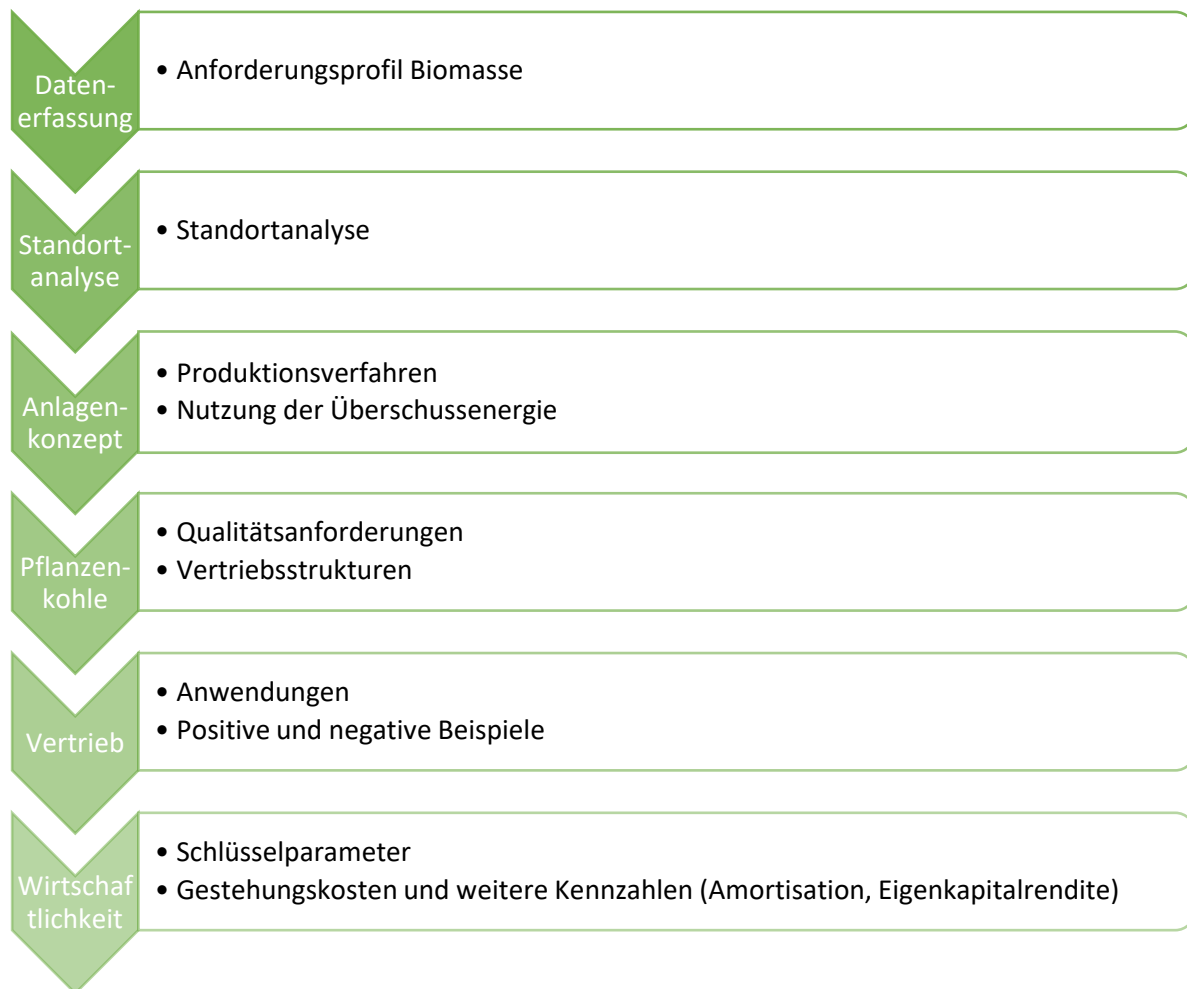 Daten-
erfassung
• Anforderungsprofil Biomasse
Standort-
analyse
• Standortanalyse
Anlagen-
konzept
• Produktionsverfahren
• Nutzung der Überschussenergie
Pflanzen-
kohle
• Qualitätsanforderungen
• Vertriebsstrukturen
Vertrieb
• Anwendungen
• Positive und negative Beispiele
Wirtschaf
tlichkeit
• Schlüsselparameter
• Gestehungskosten und weitere Kennzahlen (Amortisation, Eigenkapitalrendite)